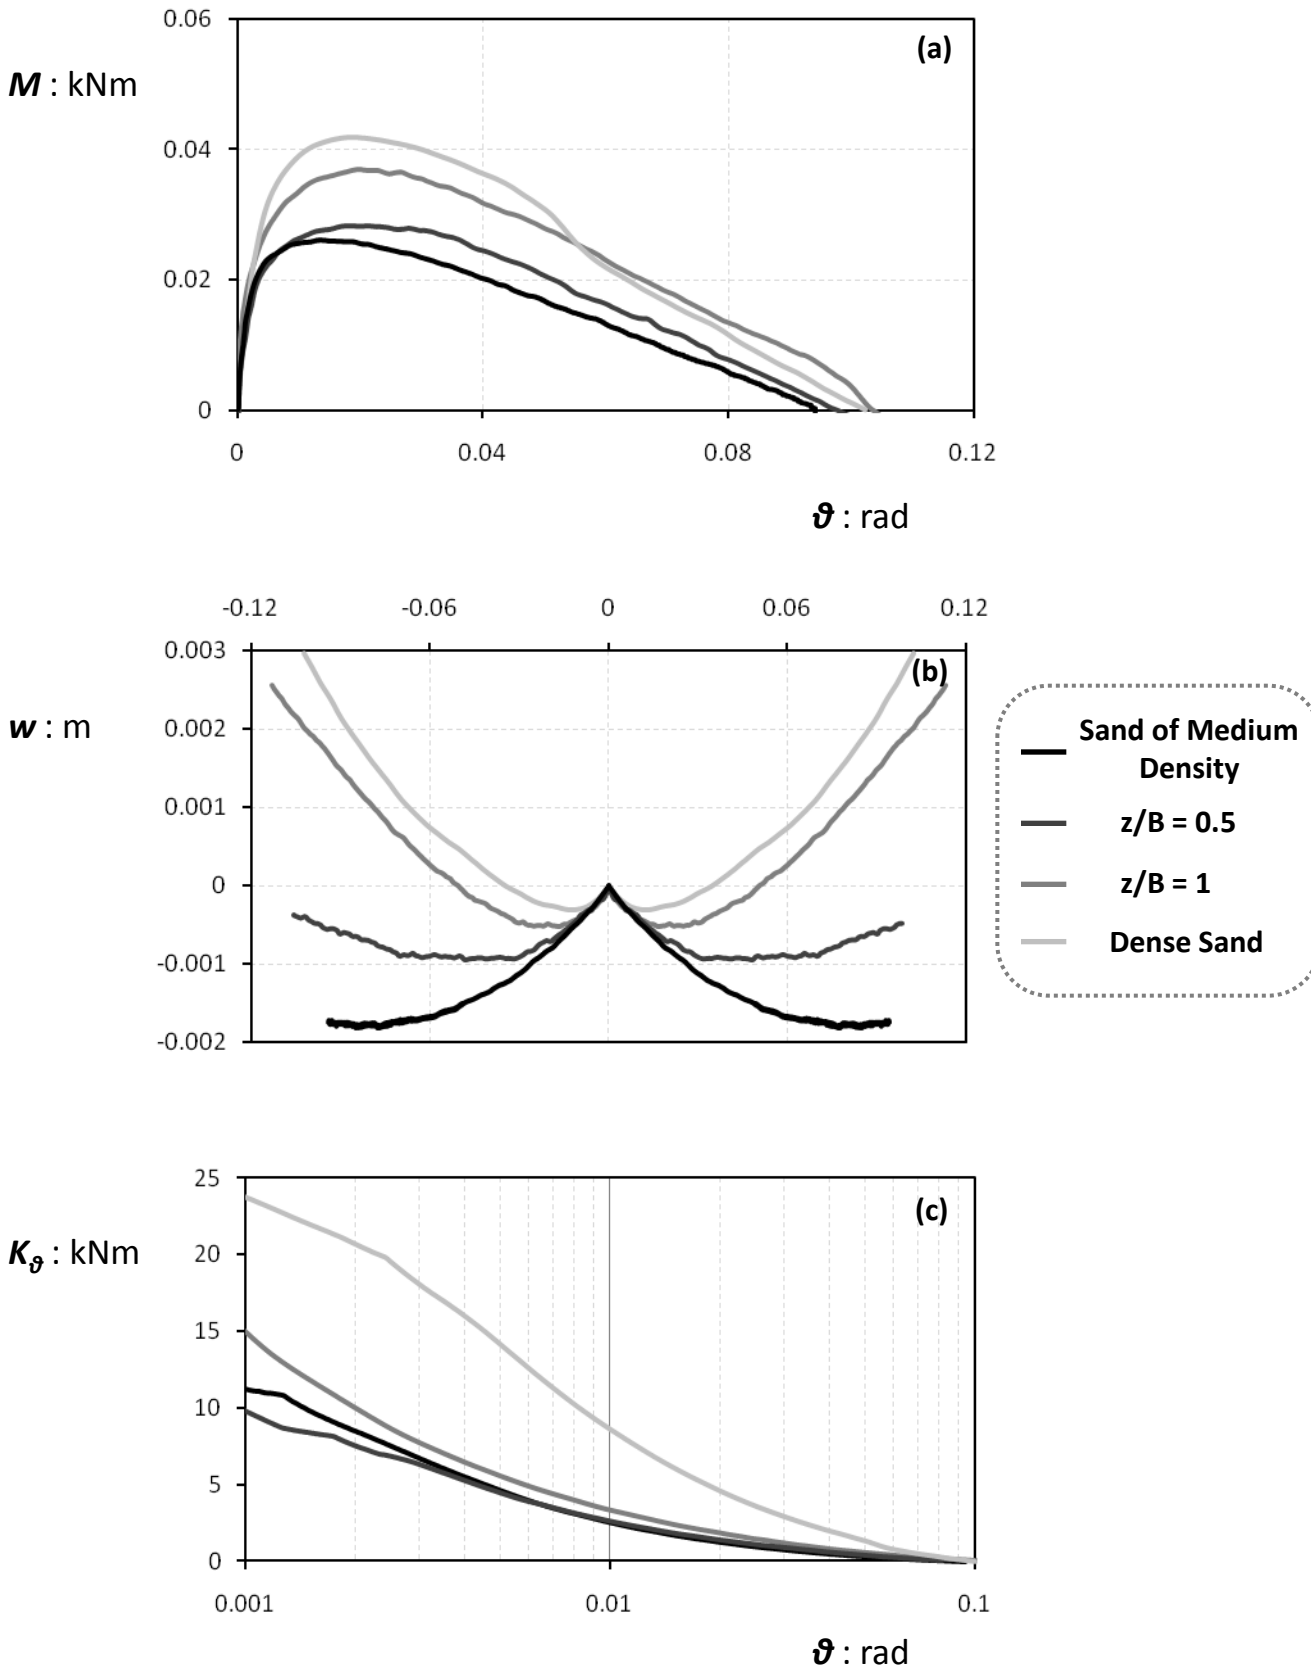 0.06
(a)
M : kNm
0.04
0.02
0
0 0.04 0.08 0.12
ϑ : rad
-0.12 -0.06 0 0.06 0.12
0.003
(b)
w : m
0.002
0.001
0
-0.001
-0.002
Sand of Medium
Density
z/B = 0.5
z/B = 1
Dense Sand
25
(c)
Kϑ : kNm
20
15
10
5
0
0.001 0.01 0.1
ϑ : rad